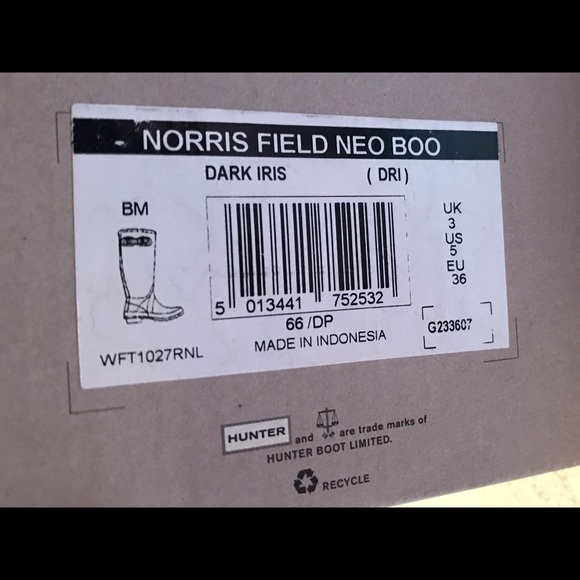 NORRIS FIELD NEO BOO
DARK IRIS ( DRI )
BM
UK
3
US
5
EU
36
5 013441 752532
66 /DP
MADE IN INDONESIA
G233607
WFT1027RNL
HUNTER and are trade marks of
HUNTER BOOT LIMITED.
RECYCLE